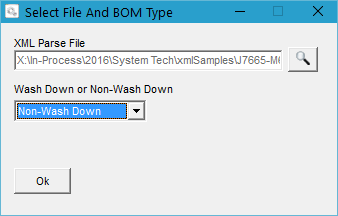 Select File And BOM Type
XML Parse File
X:\In-Process\2016\System Tech\xmlSamples\J7665-M
Wash Down or Non-Wash Down
Non-Wash Down
Ok